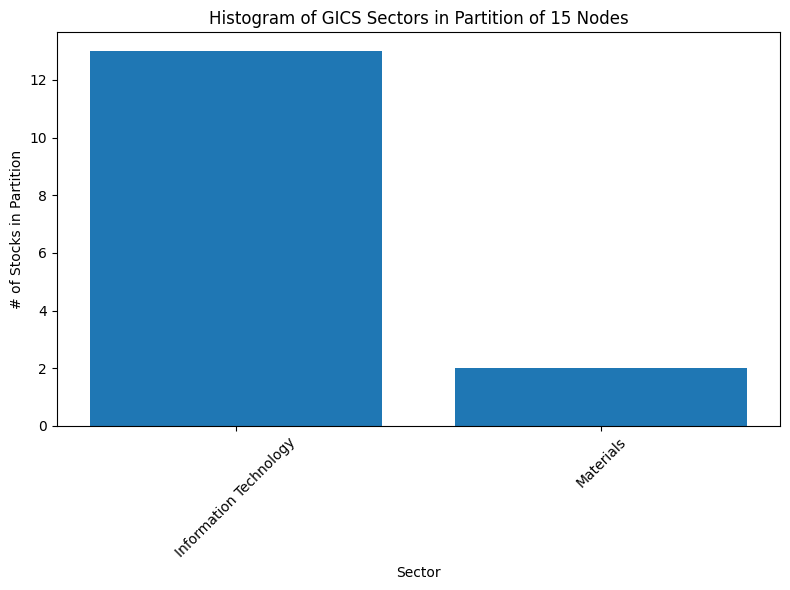 Histogram of GICS Sectors in Partition of 15 Nodes
# of Stocks in Partition
12
10
8
6
4
2
0
Information Technology
Materials
Sector